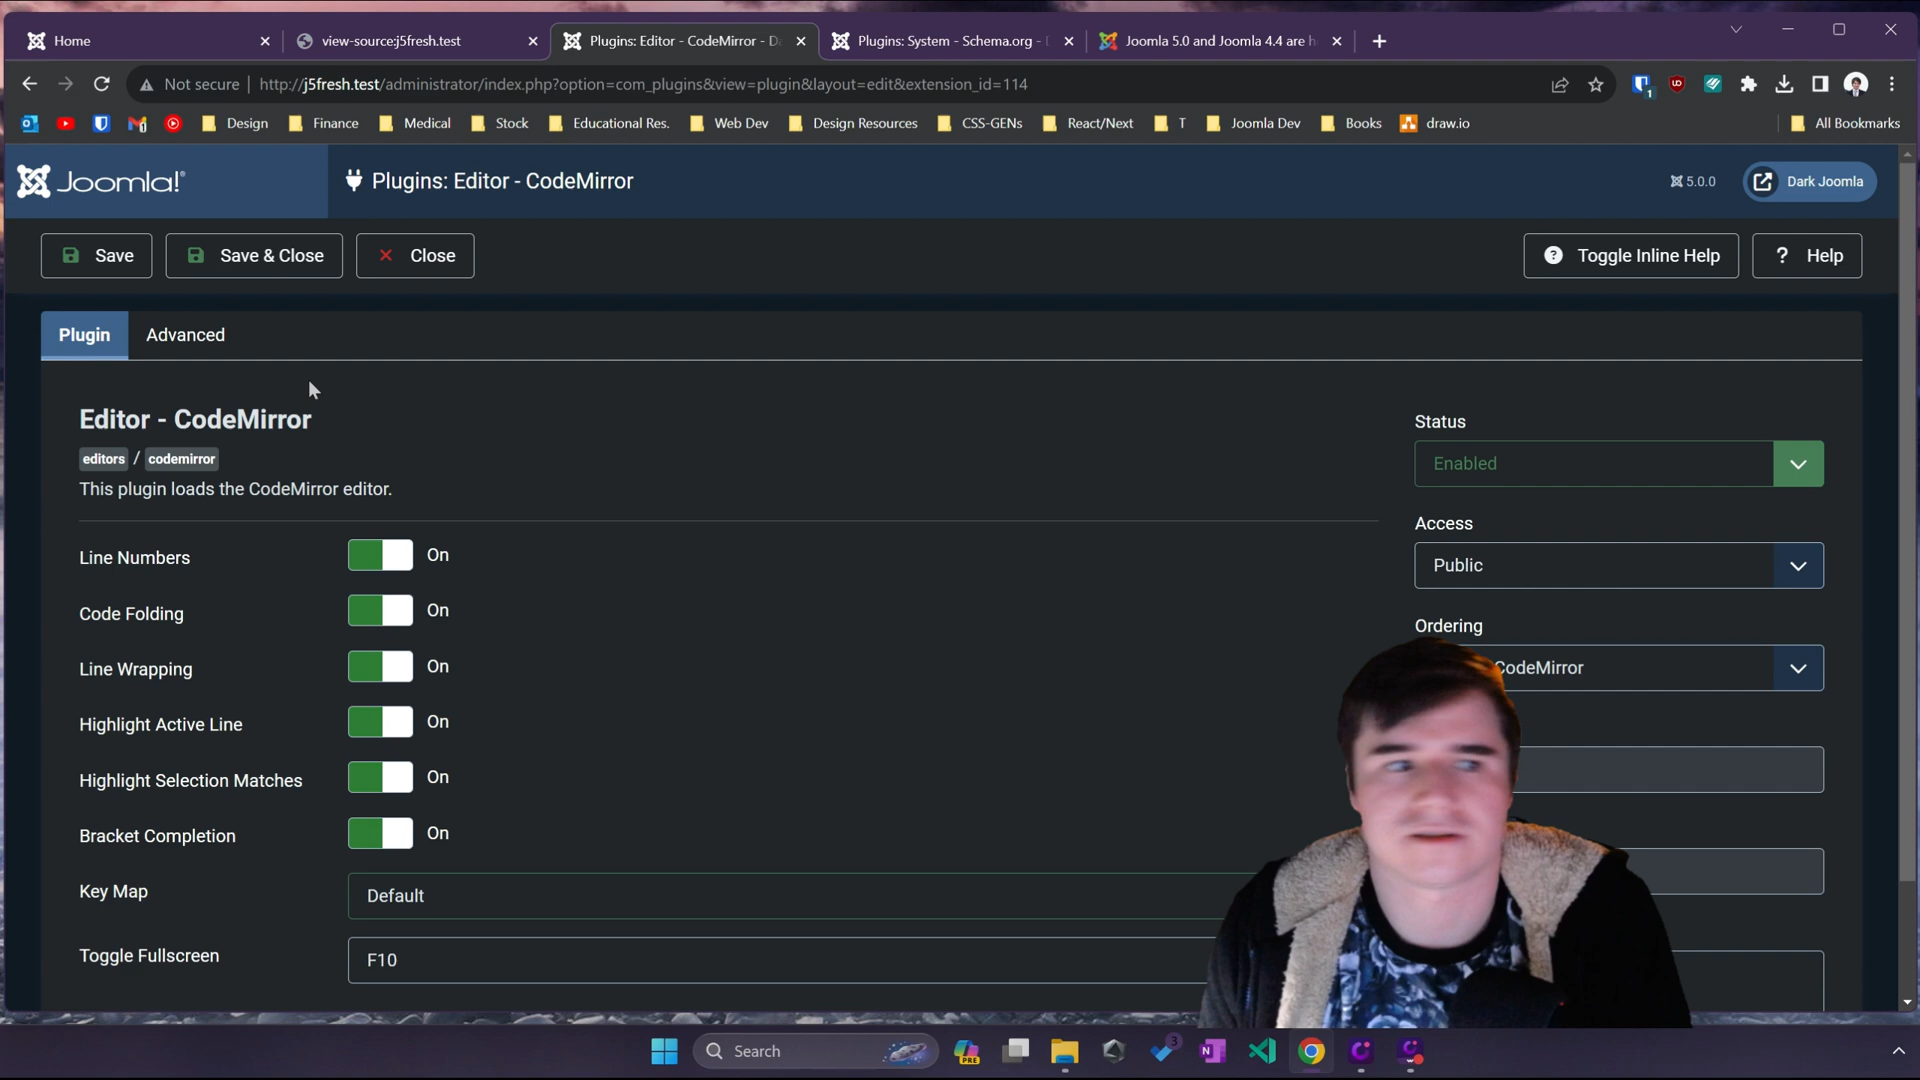 Home
view-source:j5fresh.test
Plugins: Editor - CodeMirror - Da
Plugins: System - Schema.org - D
Joomla 5.0 and Joomla 4.4 are h
Not secure
http://j5fresh.test/administrator/index.php?option=com_plugins&view=plugin&layout=edit&extension_id=114
Design
Finance
Medical
Stock
Educational Res.
Web Dev
Design Resources
CSS-GENs
React/Next
T
Joomla Dev
Books
draw.io
All Bookmarks
Joomla!®
Plugins: Editor - CodeMirror
5.0.0
Dark Joomla
Save
Save & Close
Close
Toggle Inline Help
? Help
Plugin
Advanced
Editor - CodeMirror
editors / codemirror
This plugin loads the CodeMirror editor.
Line Numbers
On
Code Folding
On
Line Wrapping
On
Highlight Active Line
On
Highlight Selection Matches
On
Bracket Completion
On
Key Map
Default
Toggle Fullscreen
F10
Status
Enabled
Access
Public
Ordering
CodeMirror
Search
PRE
3